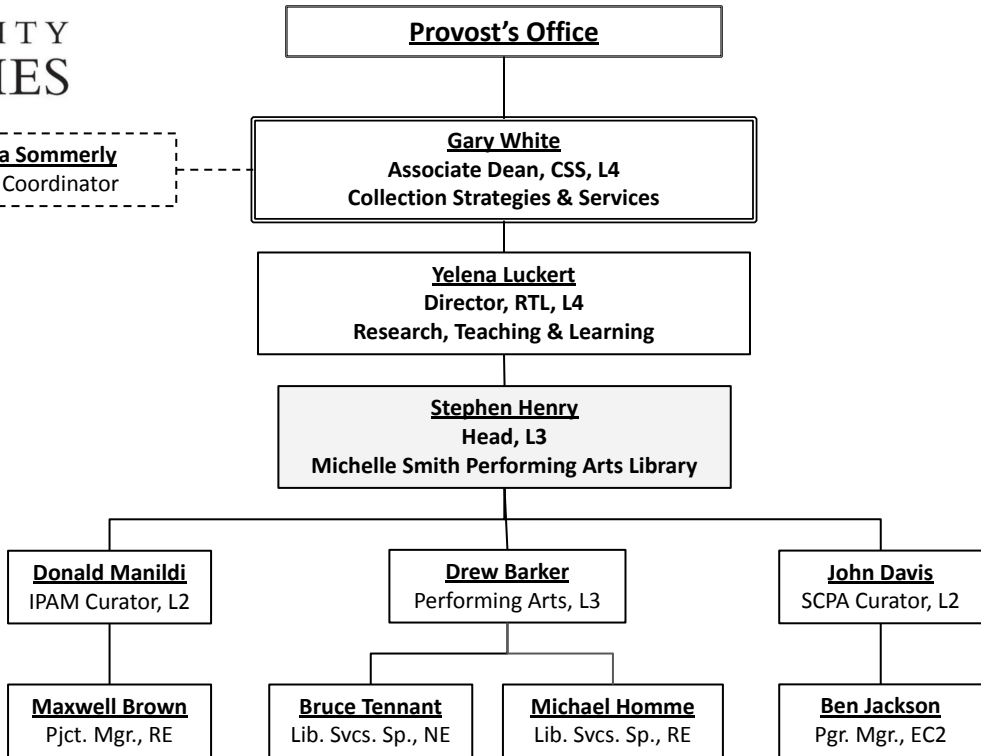 I T Y
IES
Provost's Office
Sommerly
Coordinator
Gary White
Associate Dean, CSS, L4
Collection Strategies & Services
Yelena Luckert
Director, RTL, L4
Research, Teaching & Learning
Stephen Henry
Head, L3
Michelle Smith Performing Arts Library
Donald Manildi
IPAM Curator, L2
Drew Barker
Performing Arts, L3
John Davis
SCPA Curator, L2
Maxwell Brown
Pjct. Mgr., RE
Bruce Tennant
Lib. Svcs. Sp., NE
Michael Homme
Lib. Svcs. Sp., RE
Ben Jackson
Pgr. Mgr., EC2